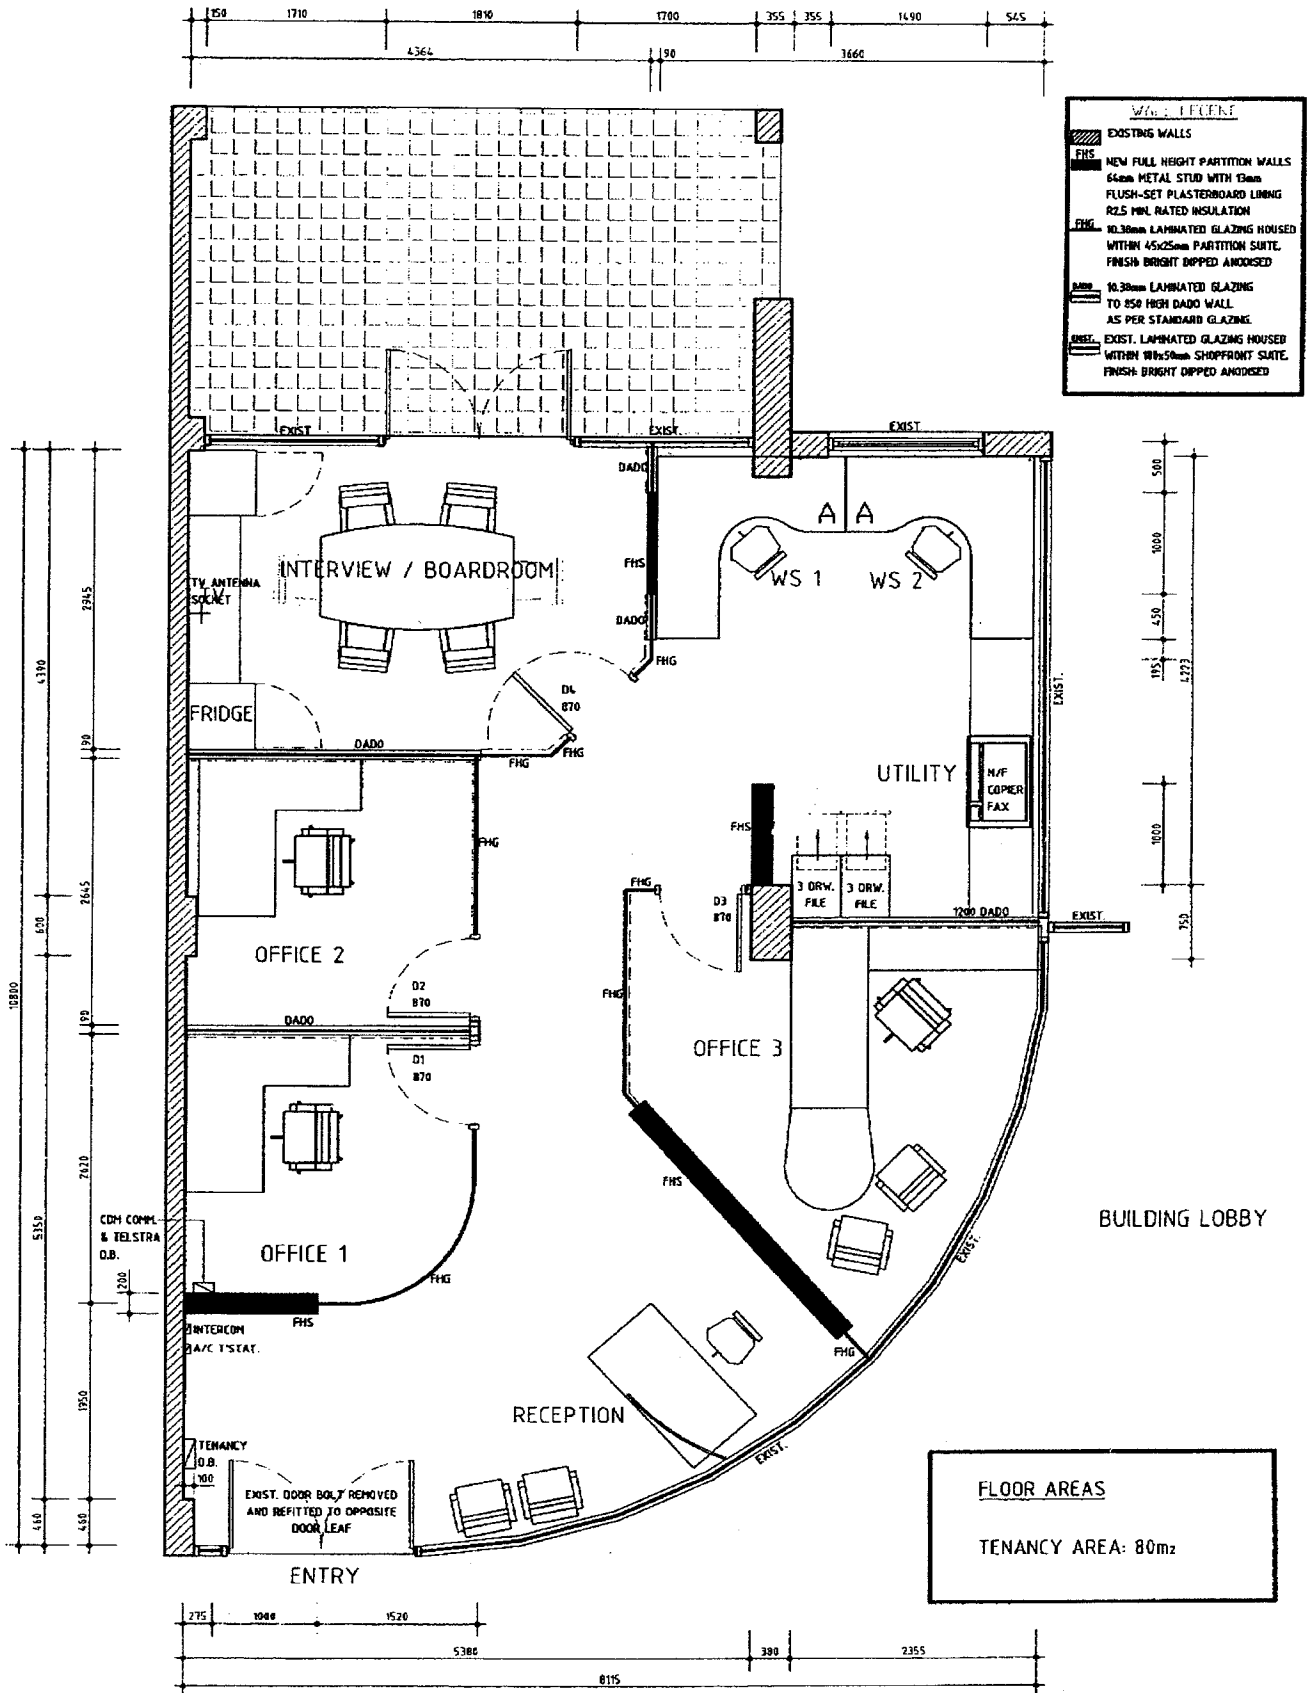 150 1710 1810 1700 355 355 1490 545
4364 90 3660
EXISTING WALLS
FHS
NEW FULL HEIGHT PARTITION WALLS
64mm METAL STUD WITH 13mm
FLUSH-SET PLASTERBOARD LINING
R2.5 MIN. RATED INSULATION
FHG
10.38mm LAMINATED GLAZING HOUSED
WITHIN 45x25mm PARTITION SUITE.
FINISH: BRIGHT DIPPED ANODISED
DADO
10.38mm LAMINATED GLAZING
TO 850 HIGH DADO WALL
AS PER STANDARD GLAZING.
EXIST.
EXIST. LAMINATED GLAZING HOUSED
WITHIN SHOPFRONT SUITE.
FINISH: BRIGHT DIPPED ANODISED
EXIST
EXIST.
EXIST.
DADO
FHS
DADO
FHG
A A
WS 1
WS 2
INTERVIEW / BOARDROOM
TV ANTENNA
SOCKET
TV
FRIDGE
D4
870
DADO
FHG
FHG
EXIST.
UTILITY
M/F
COPIER
FAX
FHS
FHG
FHG
D3
870
3 DRW.
FILE
3 DRW.
FILE
1200 DADO
EXIST.
OFFICE 2
D2
870
DADO
D1
870
FHG
OFFICE 3
FHS
CDM COMM.
& TELSTRA
D.B.
OFFICE 1
FHG
FHS
INTERCOM
A/C T'STAT.
FHG
EXIST.
BUILDING LOBBY
RECEPTION
EXIST.
TENANCY
D.B.
100
EXIST. DOOR BOLT REMOVED
AND REFITTED TO OPPOSITE
DOOR LEAF
ENTRY
FLOOR AREAS
TENANCY AREA: 80m2
10800
4390
600
5350
460
2945
90
2645
90
2620
1950
460
200
500
1000
450
195
4223
1000
750
275 1000 1520
5380 380 2355
8115